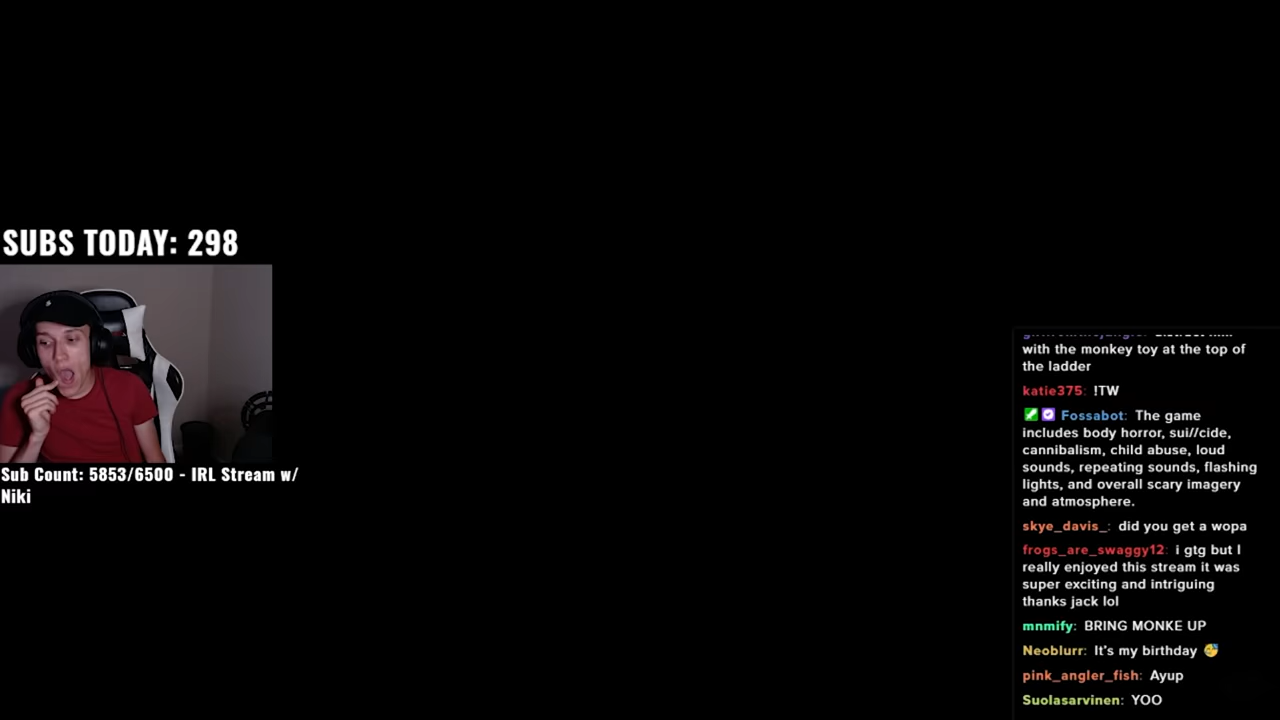 SUBS TODAY: 298
Sub Count: 5853/6500 - IRL Stream w/
Niki
with the monkey toy at the top of
the ladder
katie375: !TW
Fossabot: The game
includes body horror, sui//cide,
cannibalism, child abuse, loud
sounds, repeating sounds, flashing
lights, and overall scary imagery
and atmosphere.
skye_davis_: did you get a wopa
frogs_are_swaggy12: i gtg but I
really enjoyed this stream it was
super exciting and intriguing
thanks jack lol
mnmify: BRING MONKE UP
Neoblurr: It's my birthday 🥳
pink_angler_fish: Ayup
Suolasarvinen: YOO